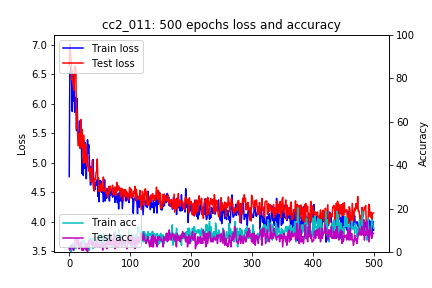 cc2_011: 500 epochs loss and accuracy
Train loss
Test loss
Train acc
Test acc
Loss
7.0
6.5
6.0
5.5
5.0
4.5
4.0
3.5
0
100
200
300
400
500
100
80
60
40
20
0
Accuracy